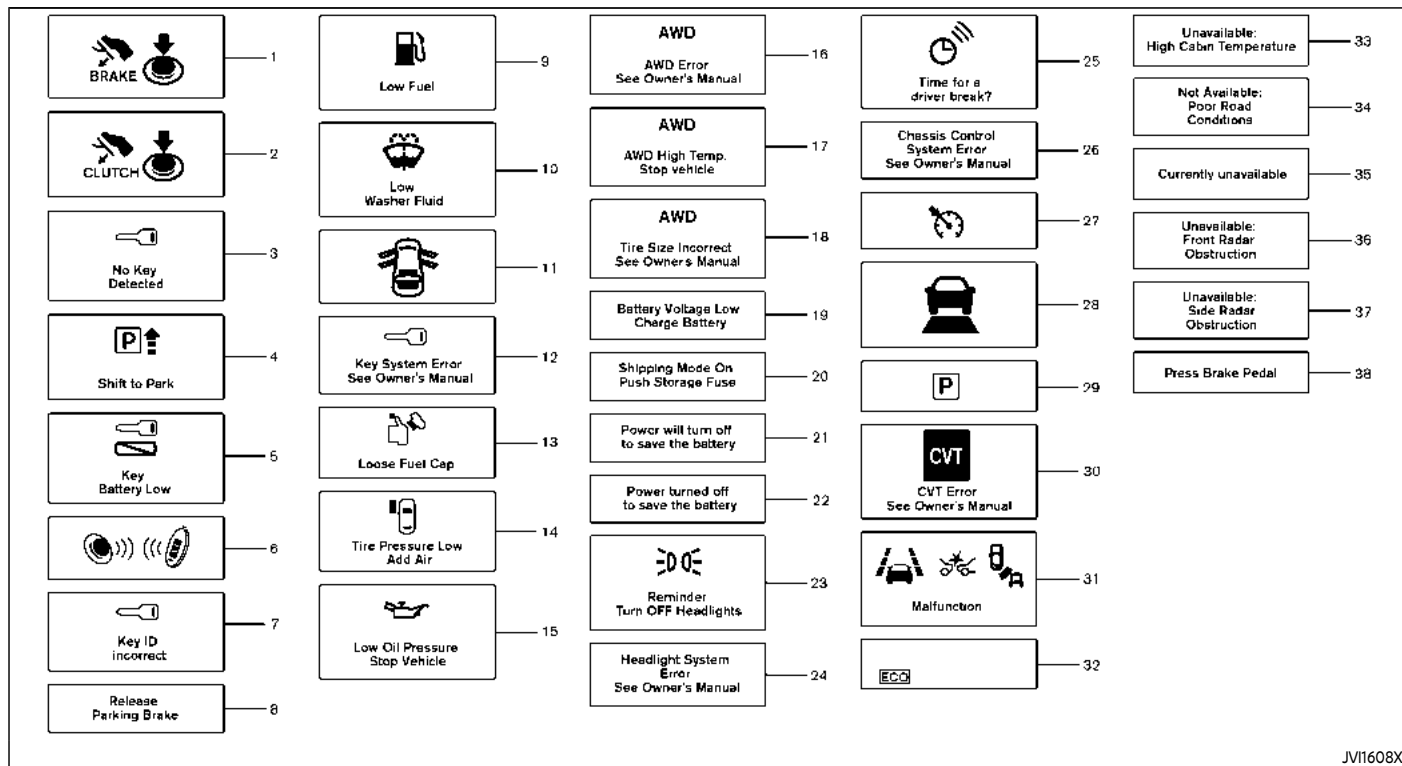 BRAKE
1
CLUTCH
2
No Key
Detected
3
P
Shift to Park
4
Key
Battery Low
5
6
Key ID
incorrect
7
Release
Parking Brake
8
Low Fuel
9
Low
Washer Fluid
10
11
Key System Error
See Owner's Manual
12
Loose Fuel Cap
13
Tire Pressure Low
Add Air
14
Low Oil Pressure
Stop Vehicle
15
AWD
AWD Error
See Owner's Manual
16
AWD
AWD High Temp.
Stop vehicle
17
AWD
Tire Size Incorrect
See Owner's Manual
18
Battery Voltage Low
Charge Battery
19
Shipping Mode On
Push Storage Fuse
20
Power will turn off
to save the battery
21
Power turned off
to save the battery
22
Reminder
Turn OFF Headlights
23
Headlight System
Error
See Owner's Manual
24
Time for a
driver break?
25
Chassis Control
System Error
See Owner's Manual
26
27
28
P
29
CVT
CVT Error
See Owner's Manual
30
Malfunction
31
ECO
32
Unavailable:
High Cabin Temperature
33
Not Available:
Poor Road
Conditions
34
Currently unavailable
35
Unavailable:
Front Radar
Obstruction
36
Unavailable:
Side Radar
Obstruction
37
Press Brake Pedal
38
JVI1608X